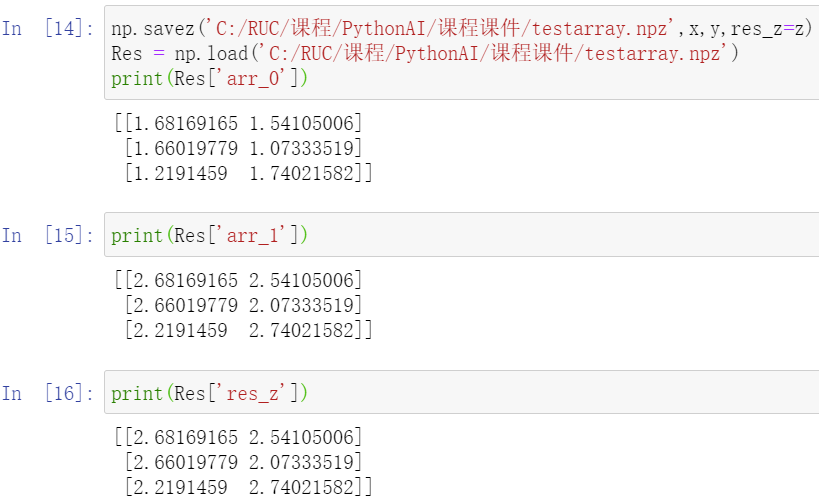 In [14]: np.savez('C:/RUC/课程/PythonAI/课程课件/testarray.npz',x,y,res_z=z)
Res = np.load('C:/RUC/课程/PythonAI/课程课件/testarray.npz')
print(Res['arr_0'])
[[1.68169165 1.54105006]
[1.66019779 1.07333519]
[1.2191459  1.74021582]]
In [15]: print(Res['arr_1'])
[[2.68169165 2.54105006]
[2.66019779 2.07333519]
[2.2191459  2.74021582]]
In [16]: print(Res['res_z'])
[[2.68169165 2.54105006]
[2.66019779 2.07333519]
[2.2191459  2.74021582]]